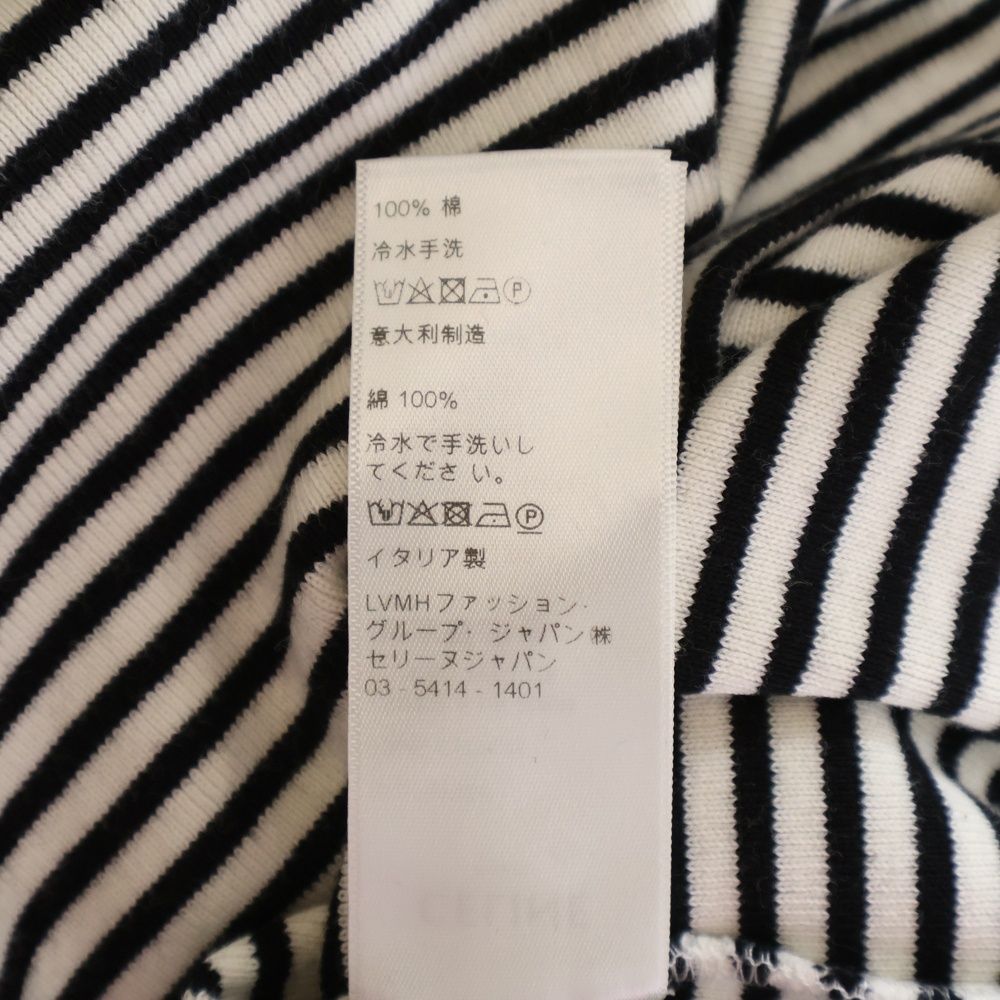 100% 棉
冷水手洗
P
意大利制造
綿 100%
冷水で手洗いし
てください。
P
イタリア製
LVMHファッション・
グループ・ジャパン㈱
セリーヌジャパン
03 - 5414 - 1401